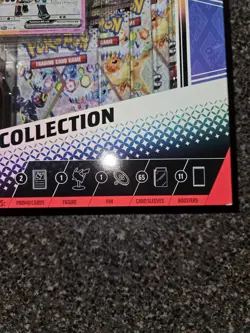 Pokémon
TRADING CARD GAME
COLLECTION
2 1 1 65 11
PROMO CARDS FIGURE PIN CARD SLEEVES BOOSTERS